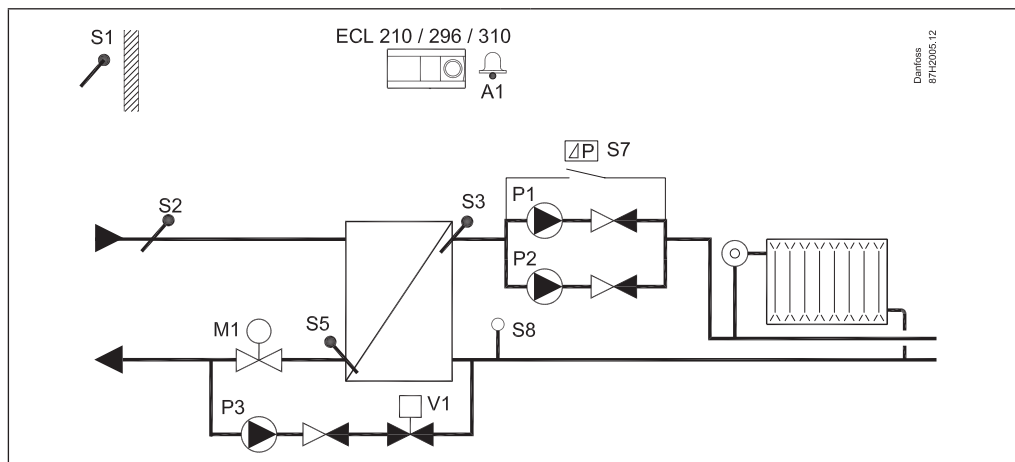 S1
ECL 210 / 296 / 310
A1
Danfoss
87H2005.12
⊿P S7
P1
S3
S2
P2
M1
S5
S8
P3
V1